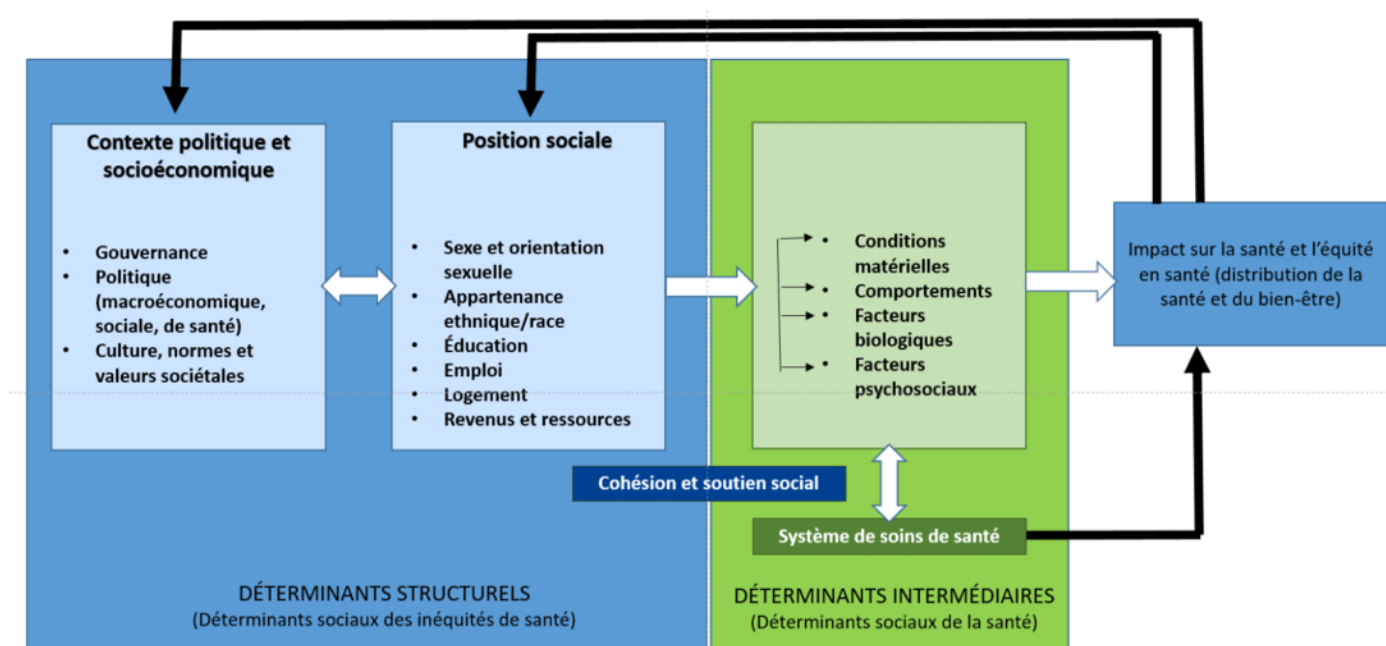 Contexte politique et
socioéconomique
• Gouvernance
• Politique
(macroéconomique,
sociale, de santé)
• Culture, normes et
valeurs sociétales
Position sociale
• Sexe et orientation
sexuelle
• Appartenance
ethnique/race
• Éducation
• Emploi
• Logement
• Revenus et ressources
• Conditions
matérielles
• Comportements
• Facteurs
biologiques
• Facteurs
psychosociaux
Impact sur la santé et l'équité
en santé (distribution de la
santé et du bien-être)
Cohésion et soutien social
Système de soins de santé
DÉTERMINANTS STRUCTURELS
(Déterminants sociaux des inéquités de santé)
DÉTERMINANTS INTERMÉDIAIRES
(Déterminants sociaux de la santé)